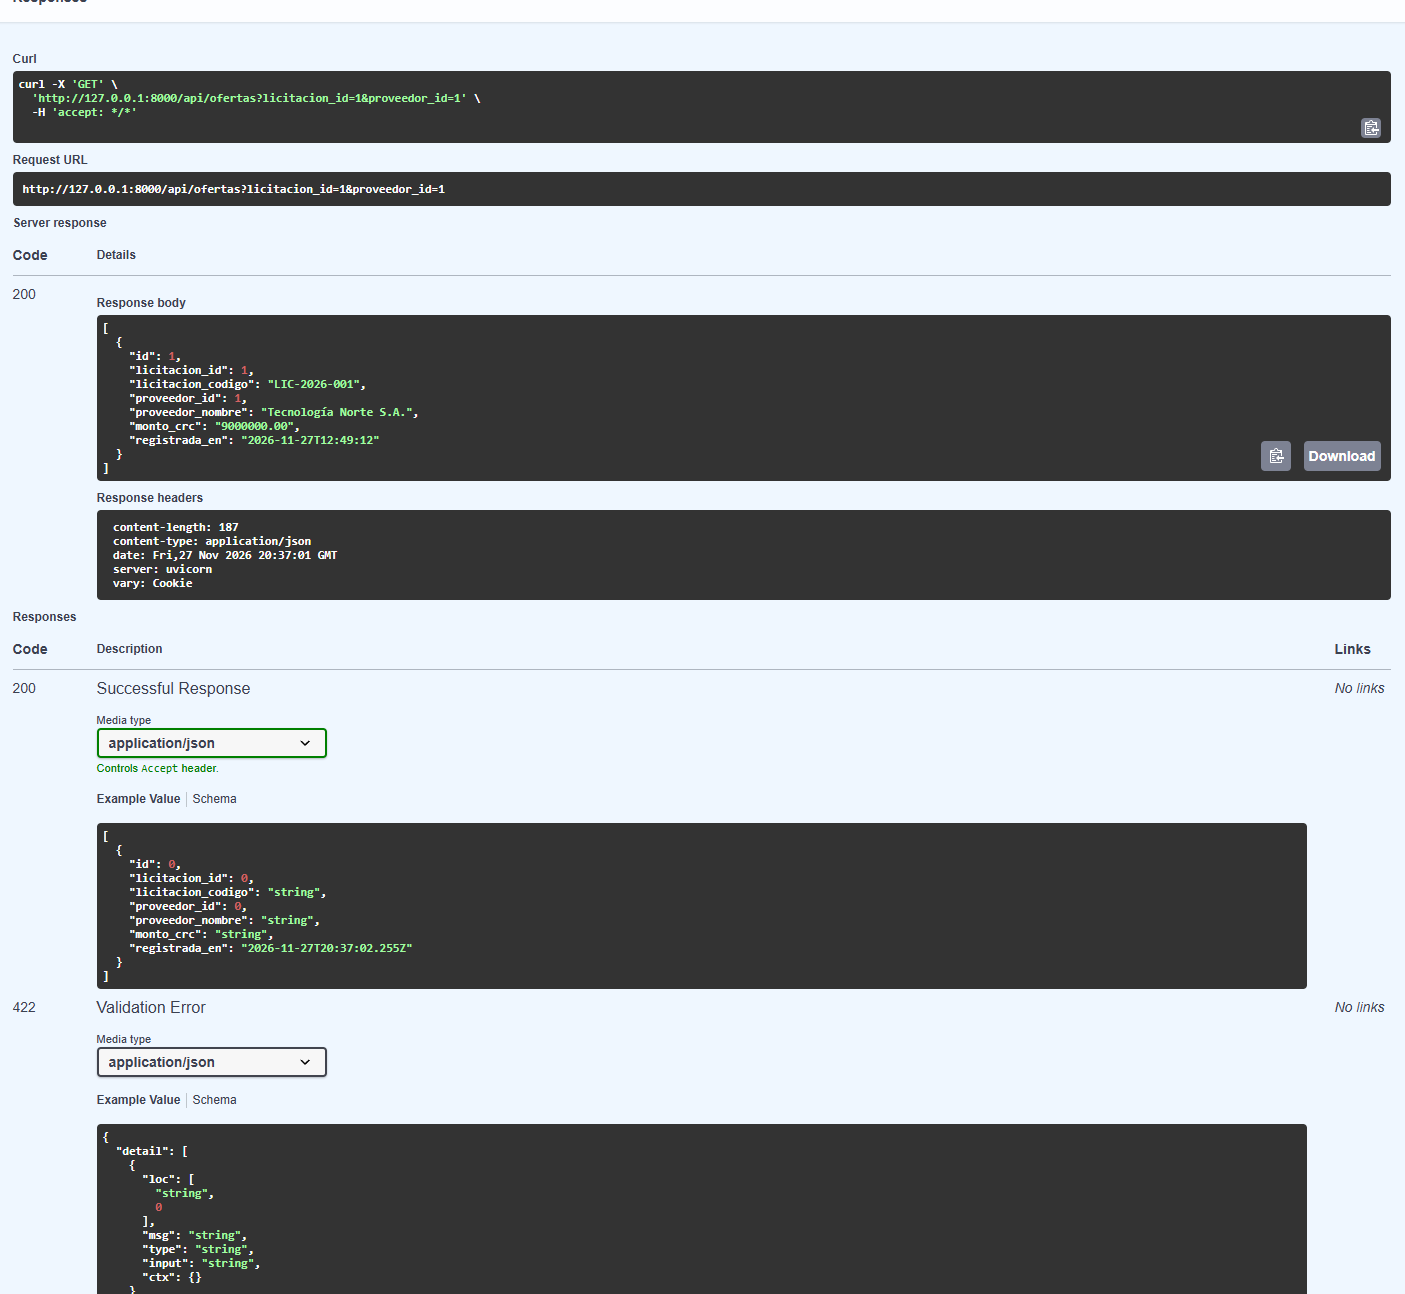 Responses
Curl
curl -X 'GET' \
  'http://127.0.0.1:8000/api/ofertas?licitacion_id=1&proveedor_id=1' \
  -H 'accept: */*'
Request URL
http://127.0.0.1:8000/api/ofertas?licitacion_id=1&proveedor_id=1
Server response
Code Details
200
Response body
[
  {
    "id": 1,
    "licitacion_id": 1,
    "licitacion_codigo": "LIC-2026-001",
    "proveedor_id": 1,
    "proveedor_nombre": "Tecnología Norte S.A.",
    "monto_crc": "9000000.00",
    "registrada_en": "2026-11-27T12:49:12"
  }
]
Download
Response headers
content-length: 187
content-type: application/json
date: Fri,27 Nov 2026 20:37:01 GMT
server: uvicorn
vary: Cookie
Responses
Code Description Links
200 Successful Response No links
Media type
application/json
Controls Accept header.
Example Value Schema
[
  {
    "id": 0,
    "licitacion_id": 0,
    "licitacion_codigo": "string",
    "proveedor_id": 0,
    "proveedor_nombre": "string",
    "monto_crc": "string",
    "registrada_en": "2026-11-27T20:37:02.255Z"
  }
]
422 Validation Error No links
Media type
application/json
Example Value Schema
{
  "detail": [
    {
      "loc": [
        "string",
        0
      ],
      "msg": "string",
      "type": "string",
      "input": "string",
      "ctx": {}
    }